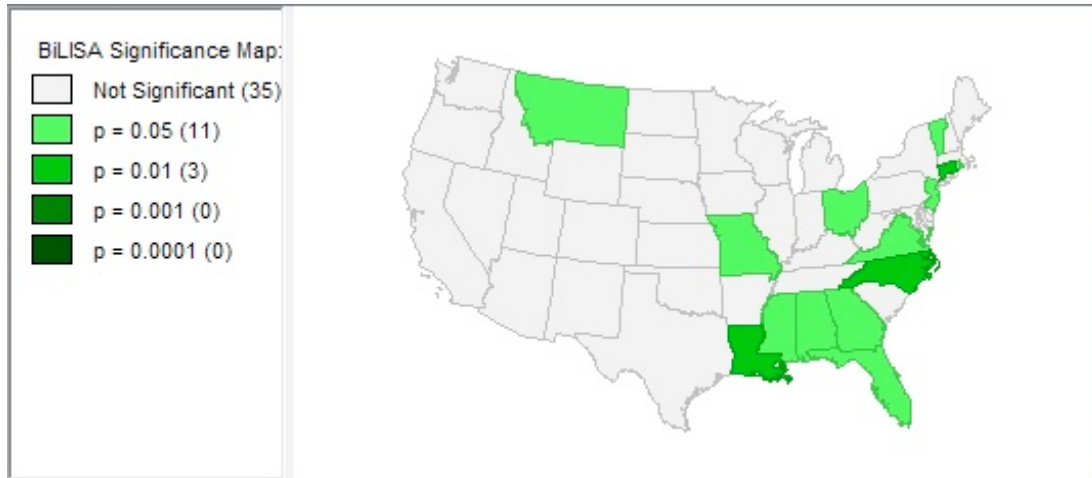 BiLISA Significance Map:
Not Significant (35)
p = 0.05 (11)
p = 0.01 (3)
p = 0.001 (0)
p = 0.0001 (0)